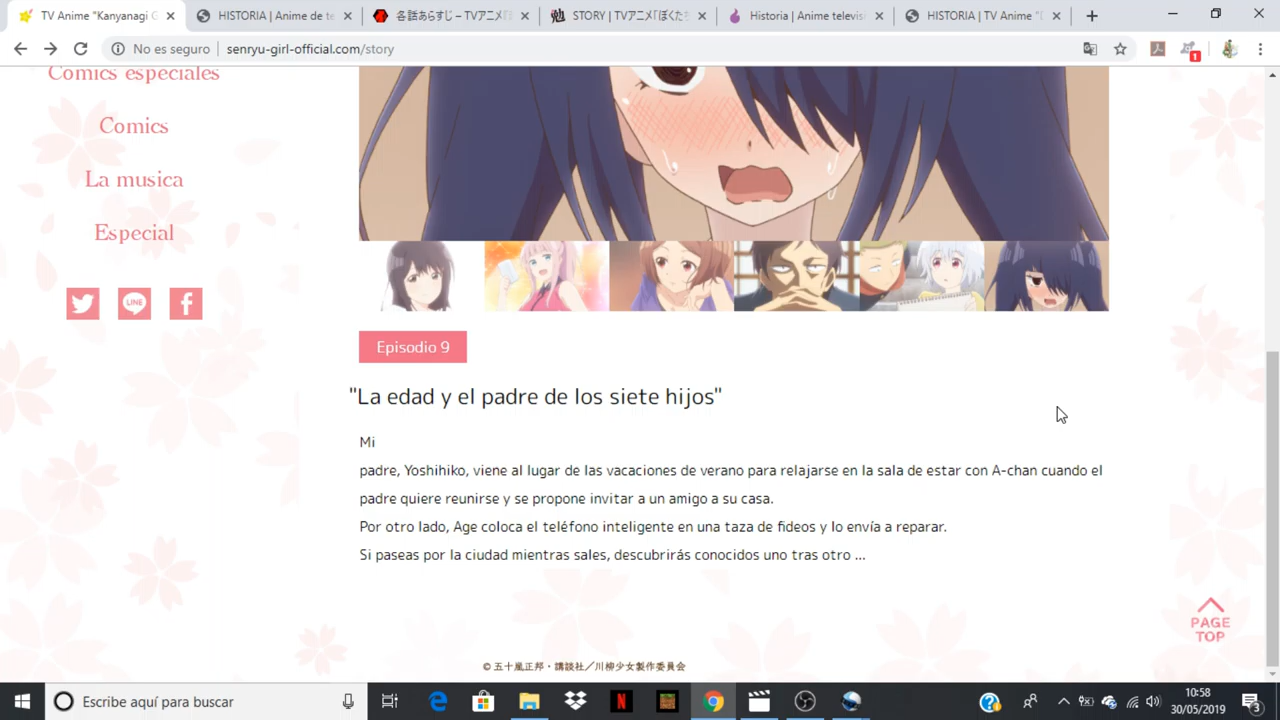 TV Anime "Kanyanagi G
HISTORIA | Anime de te
各話あらすじ – TVアニメ「
STORY | TVアニメ「ぼくたち
Historia | Anime televisi
HISTORIA | TV Anime "
No es seguro
senryu-girl-official.com/story
1
Comics especiales
Comics
La musica
Especial
LINE
Episodio 9
"La edad y el padre de los siete hijos"
Mi
padre, Yoshihiko, viene al lugar de las vacaciones de verano para relajarse en la sala de estar con A-chan cuando el
padre quiere reunirse y se propone invitar a un amigo a su casa.
Por otro lado, Age coloca el teléfono inteligente en una taza de fideos y lo envía a reparar.
Si paseas por la ciudad mientras sales, descubrirás conocidos uno tras otro ...
PAGE
TOP
© 五十嵐正邦・講談社／川柳少女製作委員会
Escribe aquí para buscar
10:58
30/05/2019
3